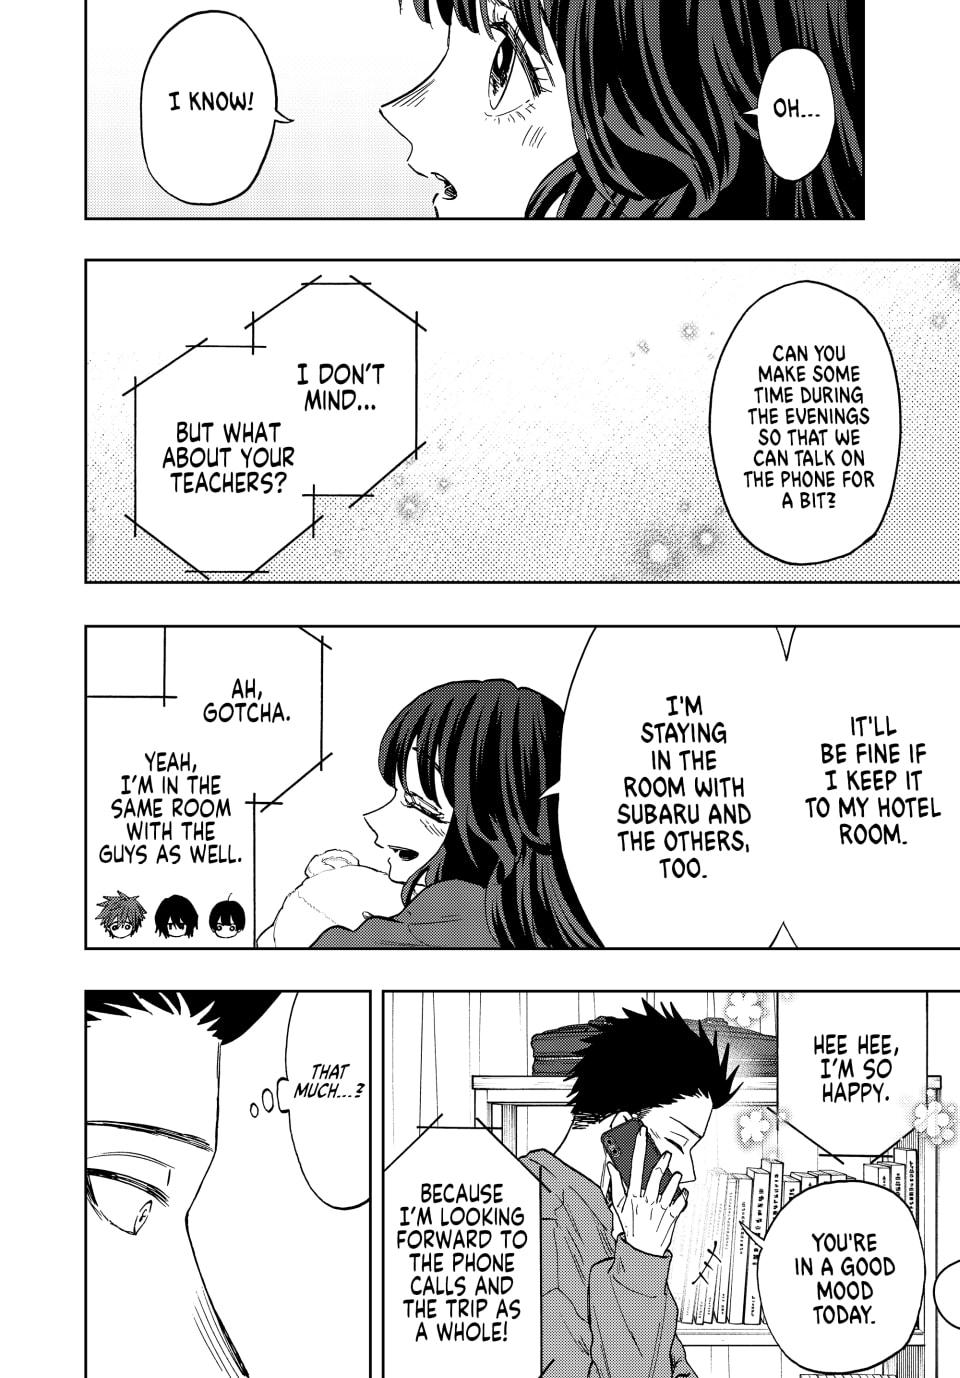 OH...
I KNOW!
CAN YOU
MAKE SOME
TIME DURING
THE EVENINGS
SO THAT WE
CAN TALK ON
THE PHONE FOR
A BIT?
I DON'T
MIND...
BUT WHAT
ABOUT YOUR
TEACHERS?
IT'LL
BE FINE IF
I KEEP IT
TO MY HOTEL
ROOM.
I'M
STAYING
IN THE
ROOM WITH
SUBARU AND
THE OTHERS,
TOO.
AH,
GOTCHA.
YEAH,
I'M IN THE
SAME ROOM
WITH THE
GUYS AS WELL.
HEE HEE,
I'M SO
HAPPY.
YOU'RE
IN A GOOD
MOOD
TODAY.
BECAUSE
I'M LOOKING
FORWARD TO
THE PHONE
CALLS AND
THE TRIP AS
A WHOLE!
THAT
MUCH...?